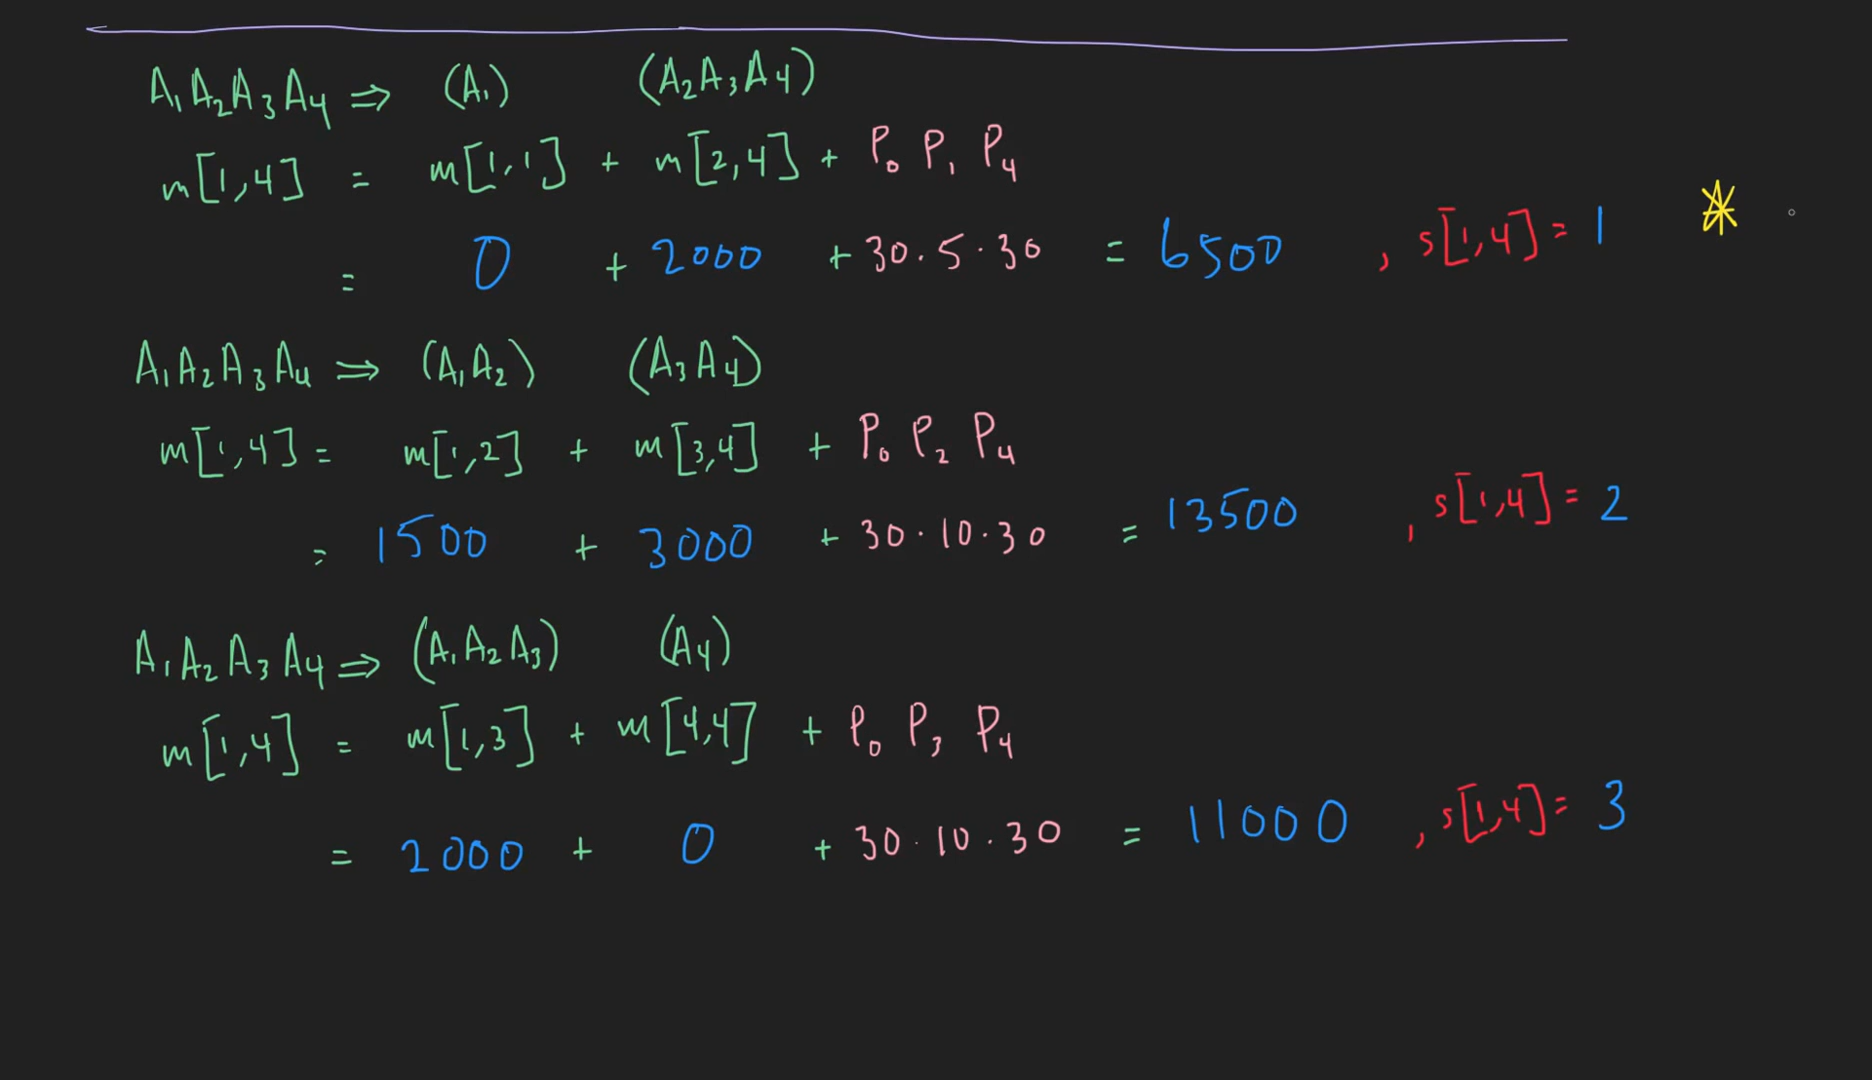 A₁A₂A₃A₄ ⇒ (A₁) (A₂A₃A₄)
m[1,4] = m[1,1] + m[2,4] + P₀ P₁ P₄
= 0 + 2000 + 30·5·30 = 6500 , s[1,4] = 1 *
A₁A₂A₃A₄ ⇒ (A₁A₂) (A₃A₄)
m[1,4] = m[1,2] + m[3,4] + P₀ P₂ P₄
= 1500 + 3000 + 30·10·30 = 13500 , s[1,4] = 2
A₁A₂A₃A₄ ⇒ (A₁A₂A₃) (A₄)
m[1,4] = m[1,3] + m[4,4] + P₀ P₃ P₄
= 2000 + 0 + 30·10·30 = 11000 , s[1,4] = 3